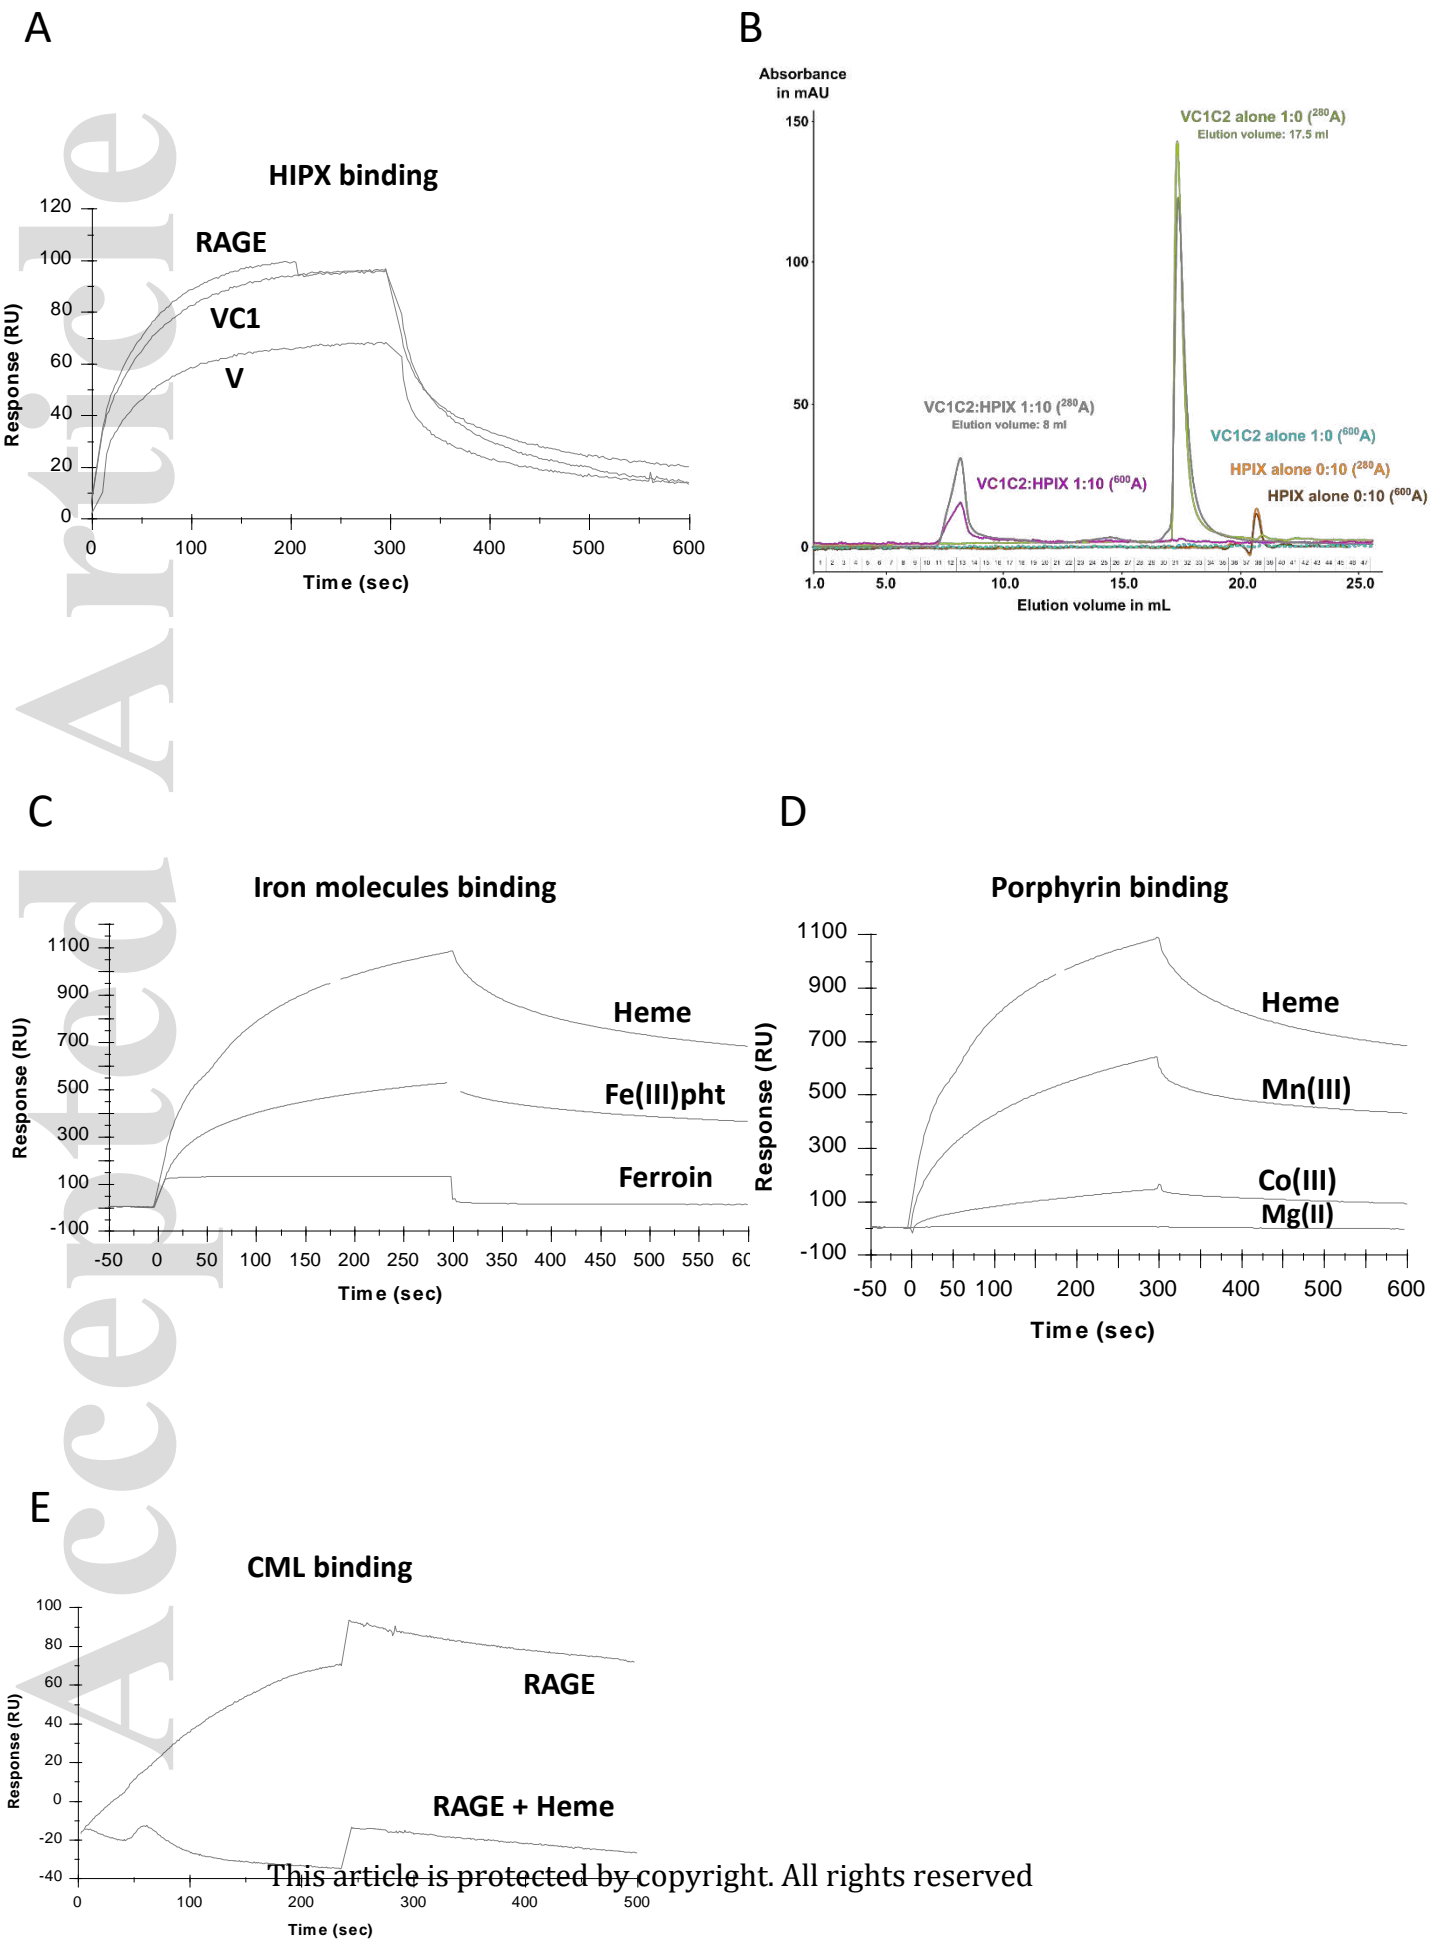 A
HIPX binding
120
100
80
60
40
20
0
Response (RU)
RAGE
VC1
V
0 100 200 300 400 500 600
Time (sec)
B
Absorbance
in mAU
150
100
50
0
VC1C2 alone 1:0 (280A)
Elution volume: 17.5 ml
VC1C2:HPIX 1:10 (280A)
Elution volume: 8 ml
VC1C2:HPIX 1:10 (600A)
VC1C2 alone 1:0 (600A)
HPIX alone 0:10 (280A)
HPIX alone 0:10 (600A)
1.0 5.0 10.0 15.0 20.0 25.0
Elution volume in mL
C
Iron molecules binding
1100
900
700
500
300
100
-100
Response (RU)
Heme
Fe(III)pht
Ferroin
-50 0 50 100 150 200 250 300 350 400 450 500 550 60
Time (sec)
D
Porphyrin binding
1100
900
700
500
300
100
-100
Response (RU)
Heme
Mn(III)
Co(III)
Mg(II)
-50 0 50 100 200 300 400 500 600
Time (sec)
E
CML binding
100
80
60
40
20
0
-20
-40
Response (RU)
RAGE
RAGE + Heme
0 100 200 300 400 500
Time (sec)
This article is protected by copyright. All rights reserved
Accepted Article